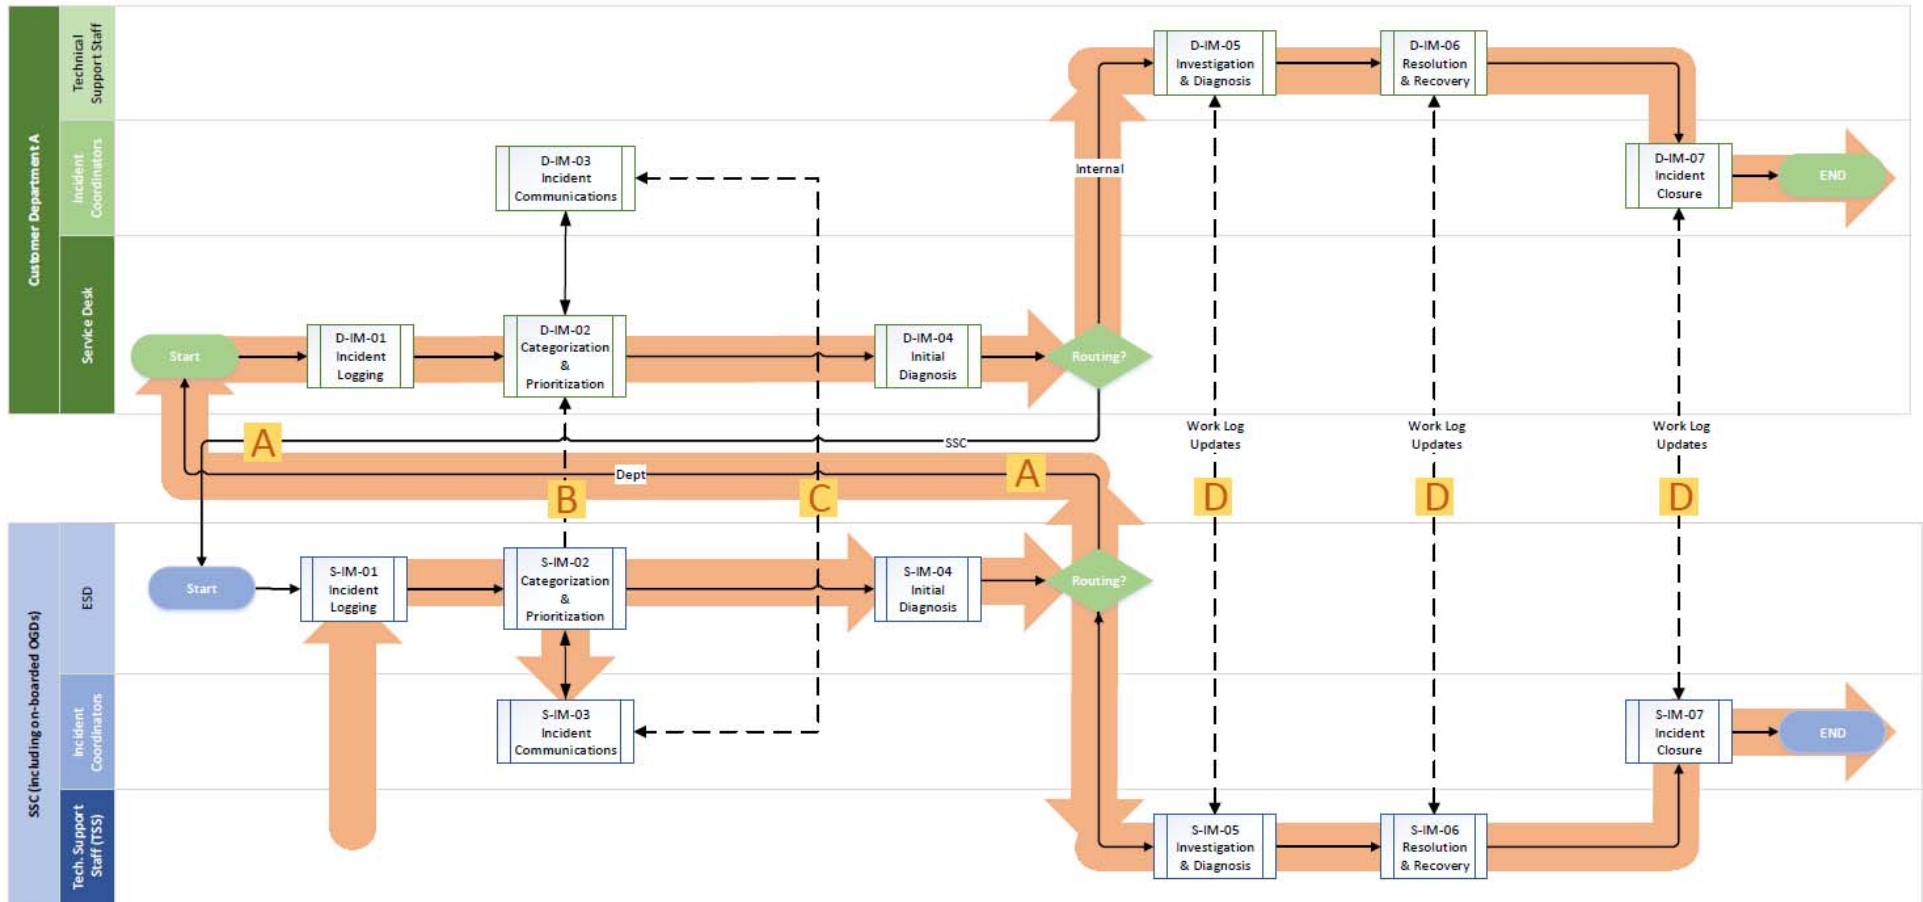 Customer Department A
Technical
Support Staff
Incident
Coordinators
Service Desk
D-IM-05
Investigation
& Diagnosis
D-IM-06
Resolution
& Recovery
D-IM-03
Incident
Communications
Internal
D-IM-07
Incident
Closure
END
Start
D-IM-01
Incident
Logging
D-IM-02
Categorization
&
Prioritization
D-IM-04
Initial
Diagnosis
Routing?
A
SSC
Dept
A
B
C
Work Log
Updates
D
Work Log
Updates
D
Work Log
Updates
D
SSC (including on-boarded OGDs)
ESD
Incident
Coordinators
Tech. Support
Staff (TSS)
Start
S-IM-01
Incident
Logging
S-IM-02
Categorization
&
Prioritization
S-IM-04
Initial
Diagnosis
Routing?
S-IM-03
Incident
Communications
S-IM-07
Incident
Closure
END
S-IM-05
Investigation
& Diagnosis
S-IM-06
Resolution
& Recovery